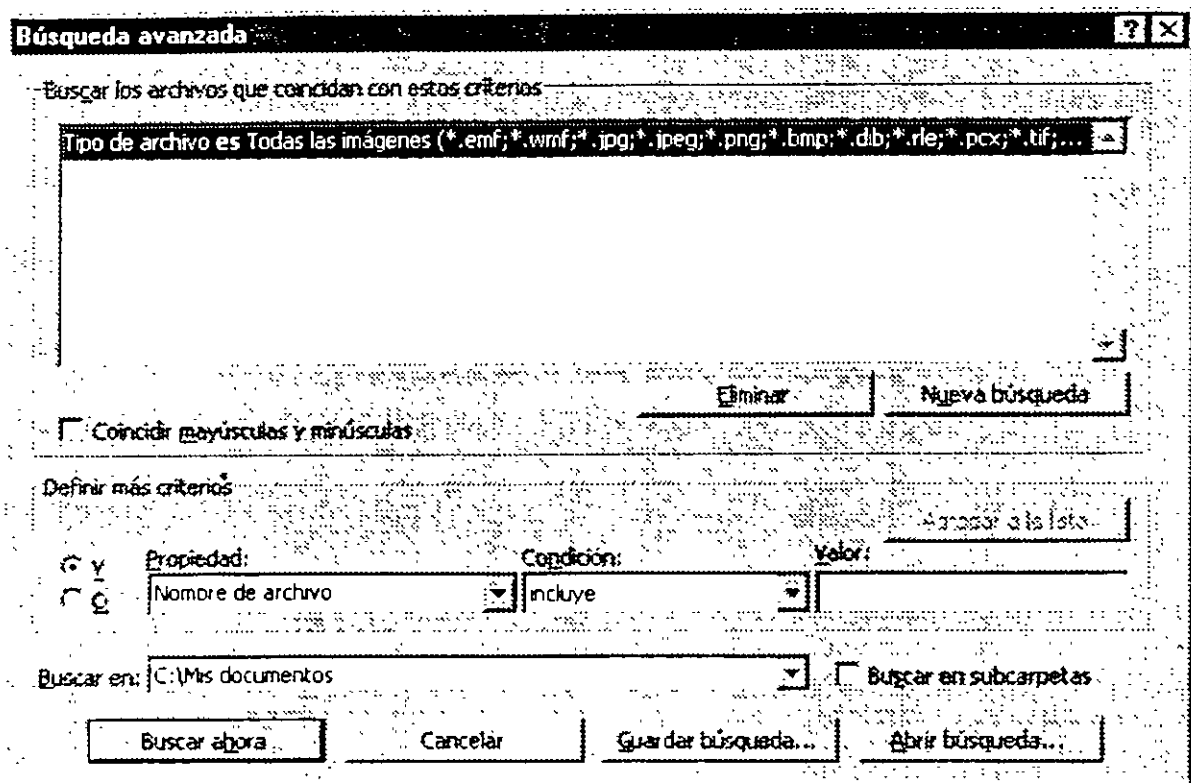 Búsqueda avanzada
Buscar los archivos que coincidan con estos criterios
Tipo de archivo es Todas las imágenes (*.emf;*.wmf;*.jpg;*.jpeg;*.png;*.bmp;*.dib;*.rle;*.pcx;*.tif;...
Eliminar Nueva búsqueda
Coincidir mayúsculas y minúsculas
Definir más criterios
Agregar a la lista
Y Propiedad: Condición: Valor:
O Nombre de archivo incluye
Buscar en: C:\Mis documentos Buscar en subcarpetas
Buscar ahora Cancelar Guardar búsqueda... Abrir búsqueda...